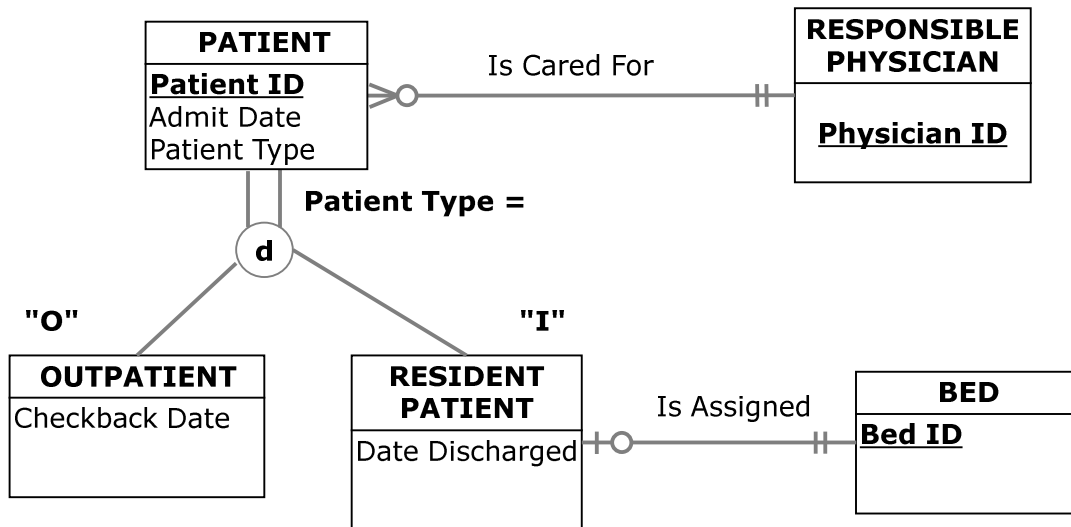 PATIENT
Patient ID
Admit Date
Patient Type
Is Cared For
RESPONSIBLE
PHYSICIAN
Physician ID
Patient Type =
d
"O"
"I"
OUTPATIENT
Checkback Date
RESIDENT
PATIENT
Date Discharged
Is Assigned
BED
Bed ID